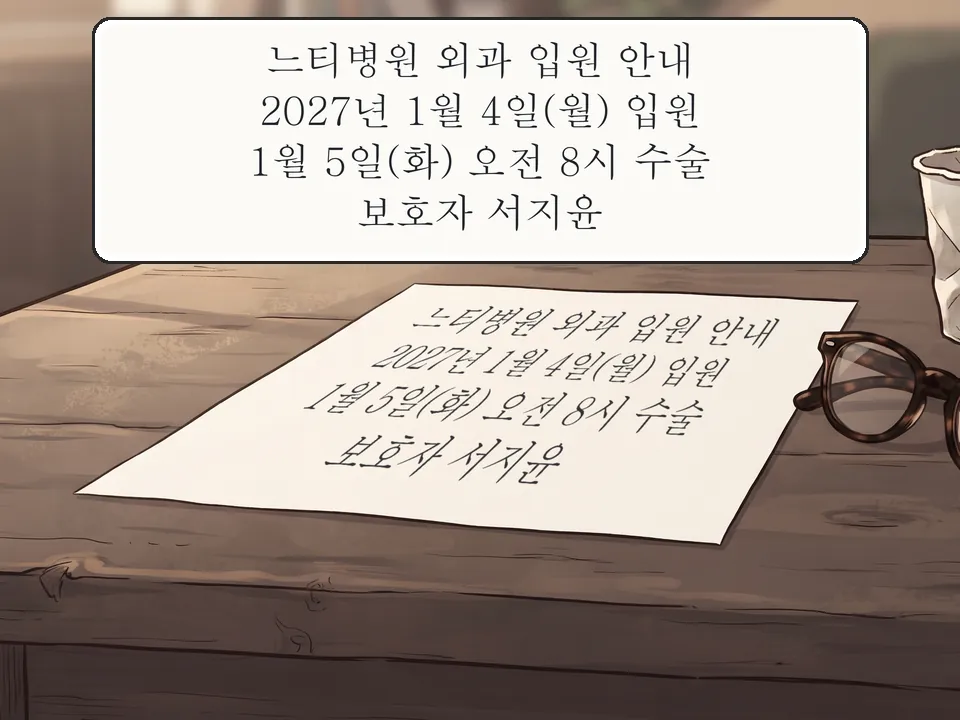 느티병원 외과 입원 안내
2027년 1월 4일(월) 입원
1월 5일(화) 오전 8시 수술
보호자 서지윤
느티병원 외과 입원 안내
2027년 1월 4일(월) 입원
1월 5일(화) 오전 8시 수술
보호자 서지윤